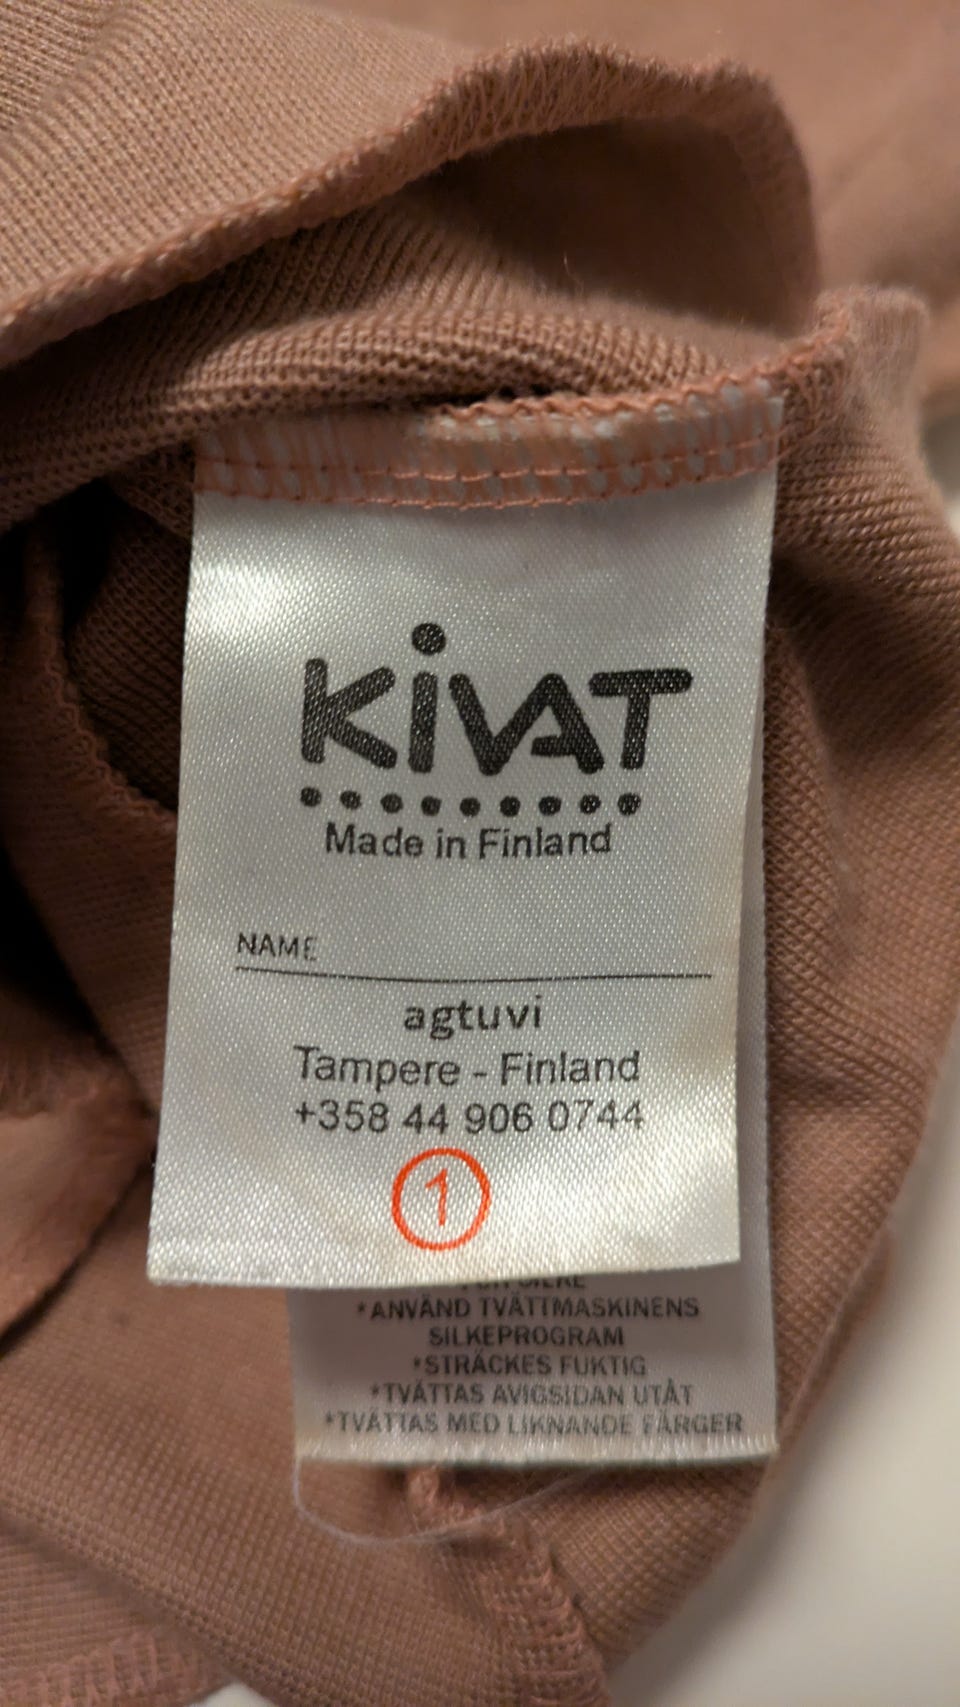 KiVAT
Made in Finland
NAME
agtuvi
Tampere - Finland
+358 44 906 0744
1
*ANVÄND TVÄTTMASKINENS
SILKEPROGRAM
*STRÄCKES FUKTIG
*TVÄTTAS AVIGSIDAN UTÅT
*TVÄTTAS MED LIKNANDE FÄRGER